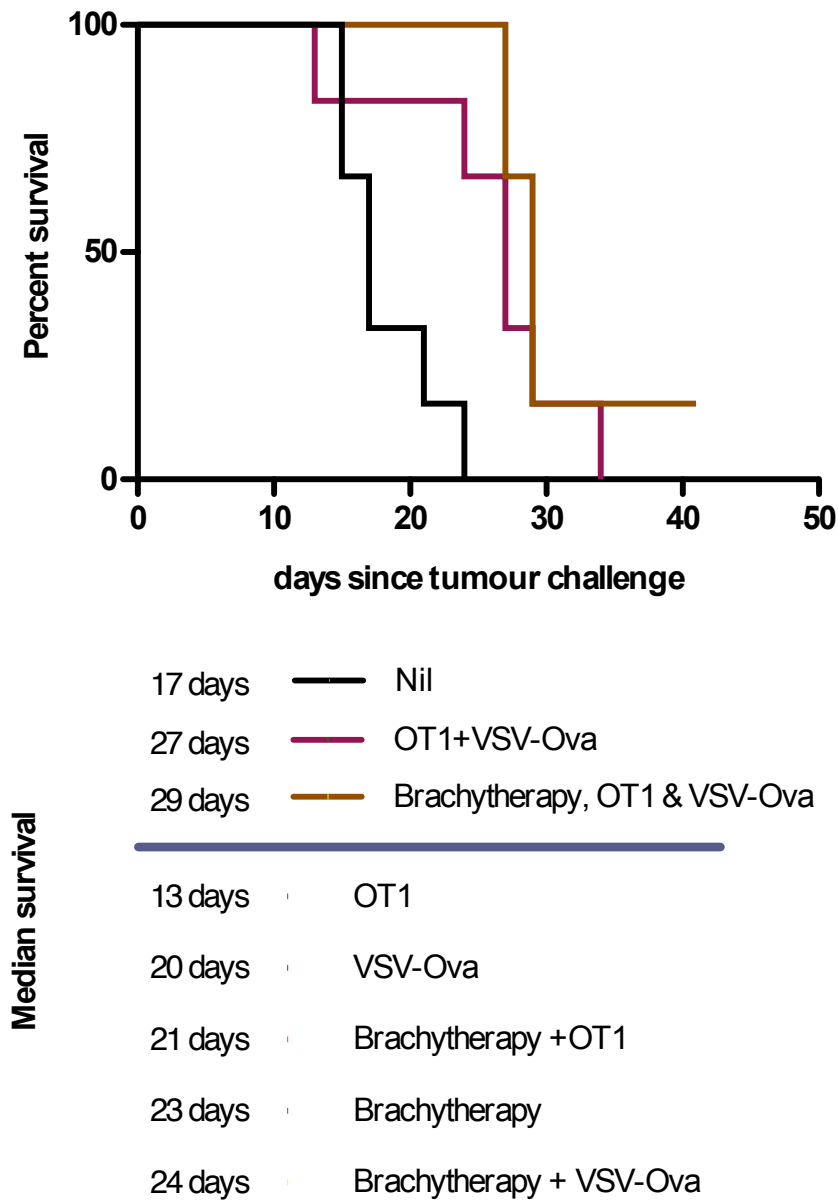 100
50
0
Percent survival
0 10 20 30 40 50
days since tumour challenge
Median survival
17 days Nil
27 days OT1+VSV-Ova
29 days Brachytherapy, OT1 & VSV-Ova
13 days OT1
20 days VSV-Ova
21 days Brachytherapy +OT1
23 days Brachytherapy
24 days Brachytherapy + VSV-Ova